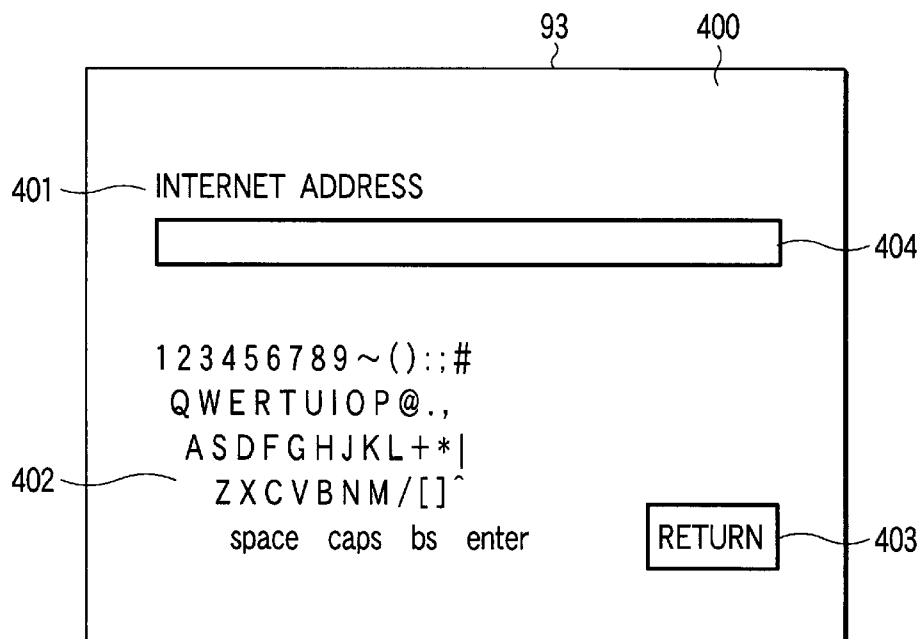 93 400
401 INTERNET ADDRESS
404
123456789~():;#
QWERTUIOP@.,
ASDFGHJKL+*|
402 ZXCVBNM/[]^
space caps bs enter RETURN 403